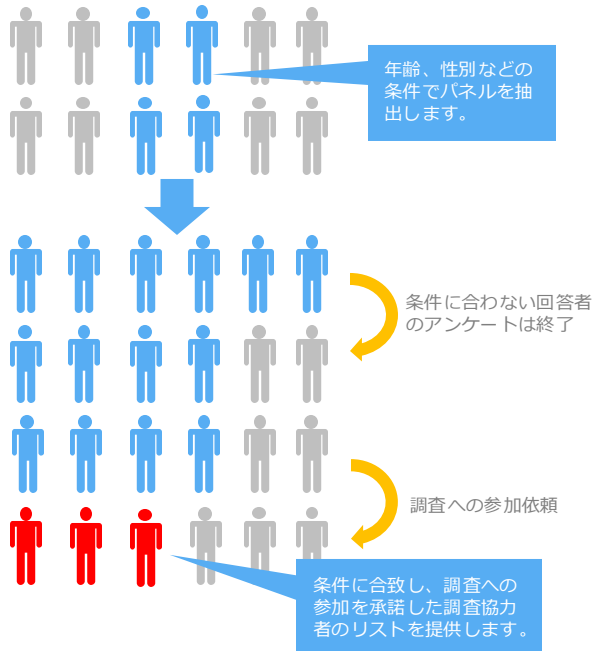 年齢、性別などの
条件でパネルを抽
出します。
条件に合わない回答者
のアンケートは終了
調査への参加依頼
条件に合致し、調査への
参加を承諾した調査協力
者のリストを提供します。